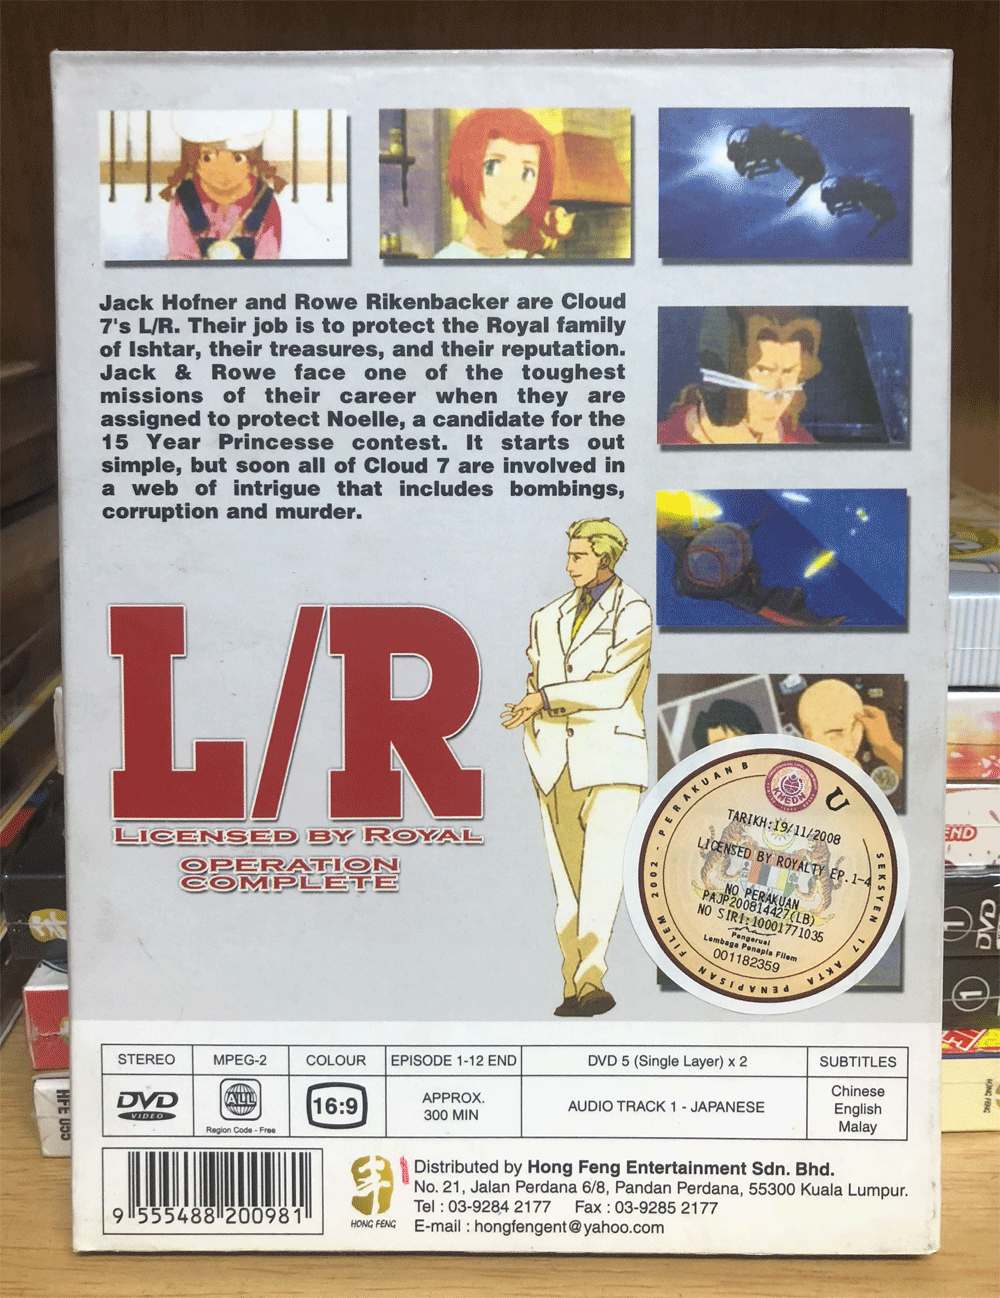 Jack Hofner and Rowe Rikenbacker are Cloud
7's L/R. Their job is to protect the Royal family
of Ishtar, their treasures, and their reputation.
Jack & Rowe face one of the toughest
missions of their career when they are
assigned to protect Noelle, a candidate for the
15 Year Princesse contest. It starts out
simple, but soon all of Cloud 7 are involved in
a web of intrigue that includes bombings,
corruption and murder.
L/R
LICENSED BY ROYAL
OPERATION
COMPLETE
2002 - PERAKUAN B
U
SEKSYEN 17 AKTA PENAPISAN FILEM
KHEDN
TARIKH:19/11/2008
LICENSED BY ROYALTY EP.1-4
NO PERAKUAN
PAJP200814427(LB)
NO SIRI:10001771035
Pengerusi
Lembaga Penapis Filem
001182359
STEREO
MPEG-2
COLOUR
EPISODE 1-12 END
DVD 5 (Single Layer) x 2
SUBTITLES
DVD
VIDEO
ALL
Region Code - Free
16:9
APPROX.
300 MIN
AUDIO TRACK 1 - JAPANESE
Chinese
English
Malay
9 555488 200981
HONG FENG
Distributed by Hong Feng Entertainment Sdn. Bhd.
No. 21, Jalan Perdana 6/8, Pandan Perdana, 55300 Kuala Lumpur.
Tel : 03-9284 2177 Fax : 03-9285 2177
E-mail : hongfengent@yahoo.com
END
1 DVD
1